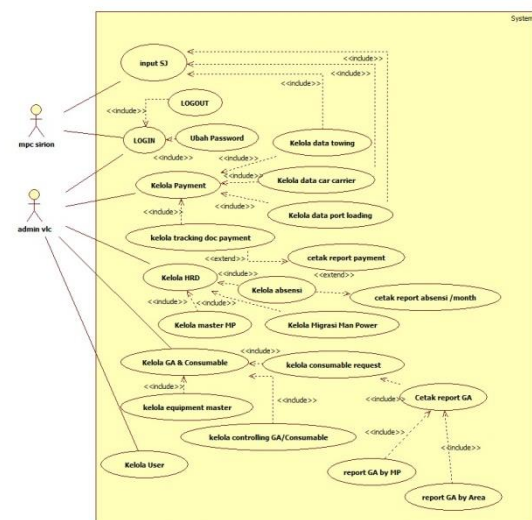 System
input SJ
<<include>>
<<include>>
<<include>>
<<include>>
LOGOUT
mpc sirion
LOGIN
Ubah Password
<<include>>
Kelola data towing
<<include>>
Kelola Payment
<<include>>
Kelola data car carrier
admin vlc
<<include>>
<<include>>
Kelola data port loading
kelola tracking doc payment
<<extend>>
cetak report payment
Kelola HRD
<<include>>
Kelola absensi
<<extend>>
cetak report absensi /month
<<include>>
<<include>>
Kelola master MP
Kelola Migrasi Man Power
Kelola GA & Consumable
<<include>>
kelola consumable request
<<include>>
Cetak report GA
kelola equipment master
<<include>>
kelola controlling GA/Consumable
<<include>>
<<include>>
Kelola User
report GA by MP
report GA by Area